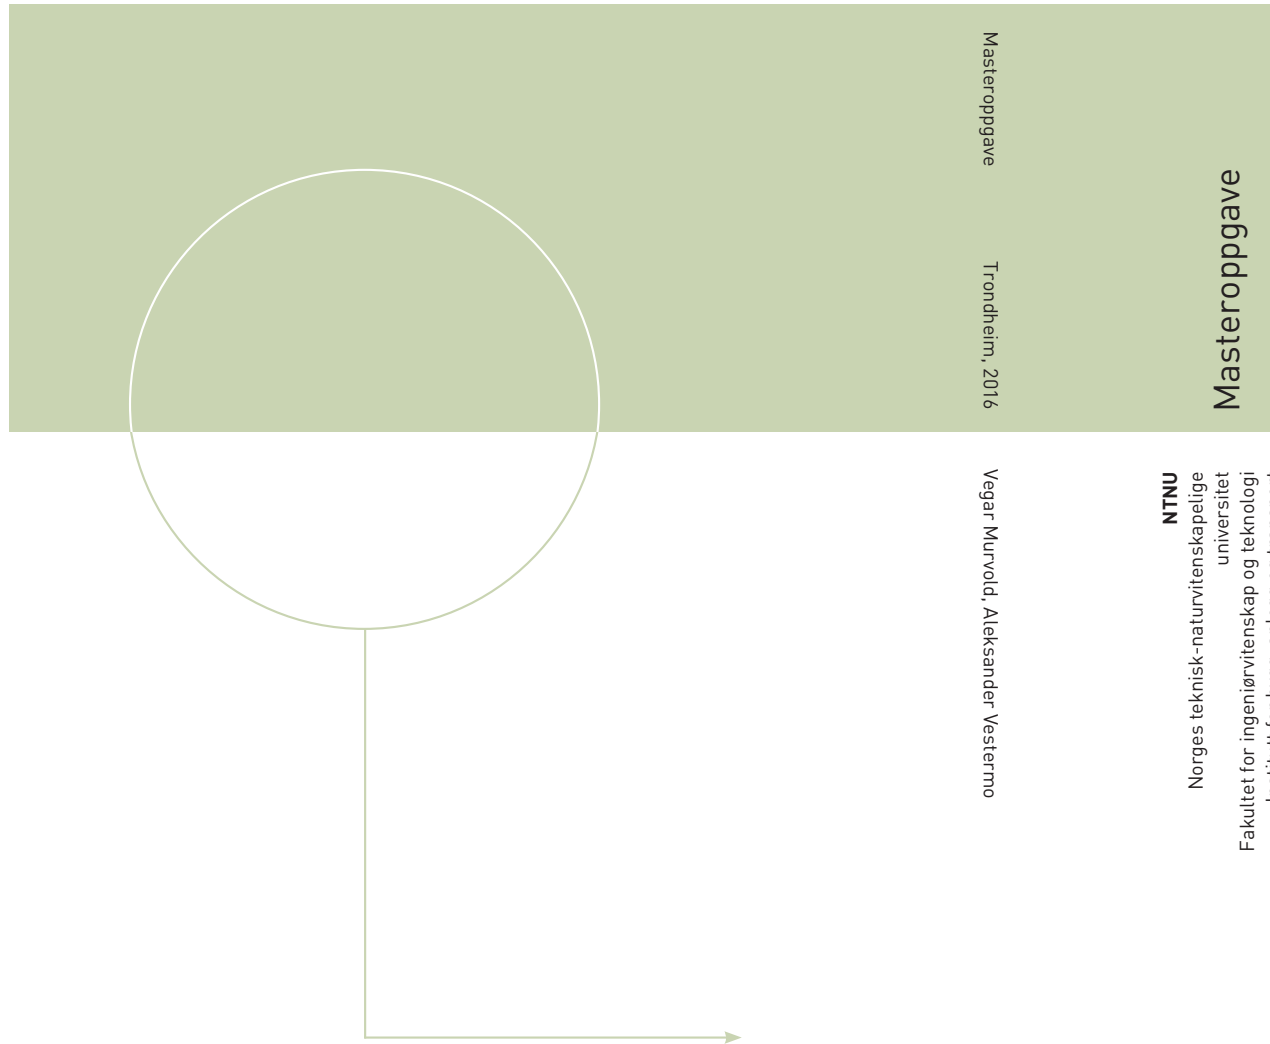 Masteroppgave
Trondheim, 2016
Vegar Murvold, Aleksander Vestermo
Masteroppgave
NTNU
Norges teknisk-naturvitenskapelige
universitet
Fakultet for ingeniørvitenskap og teknologi